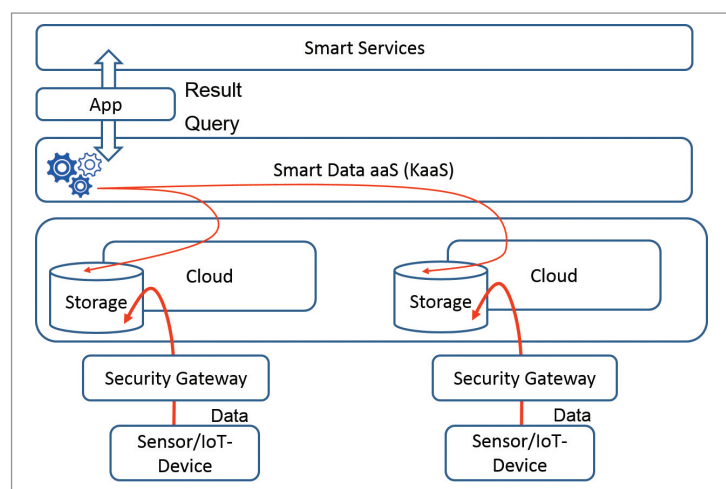 Smart Services
App
Result
Query
Smart Data aaS (KaaS)
Cloud
Storage
Cloud
Storage
Security Gateway
Security Gateway
Data
Data
Sensor/IoT-
Device
Sensor/IoT-
Device